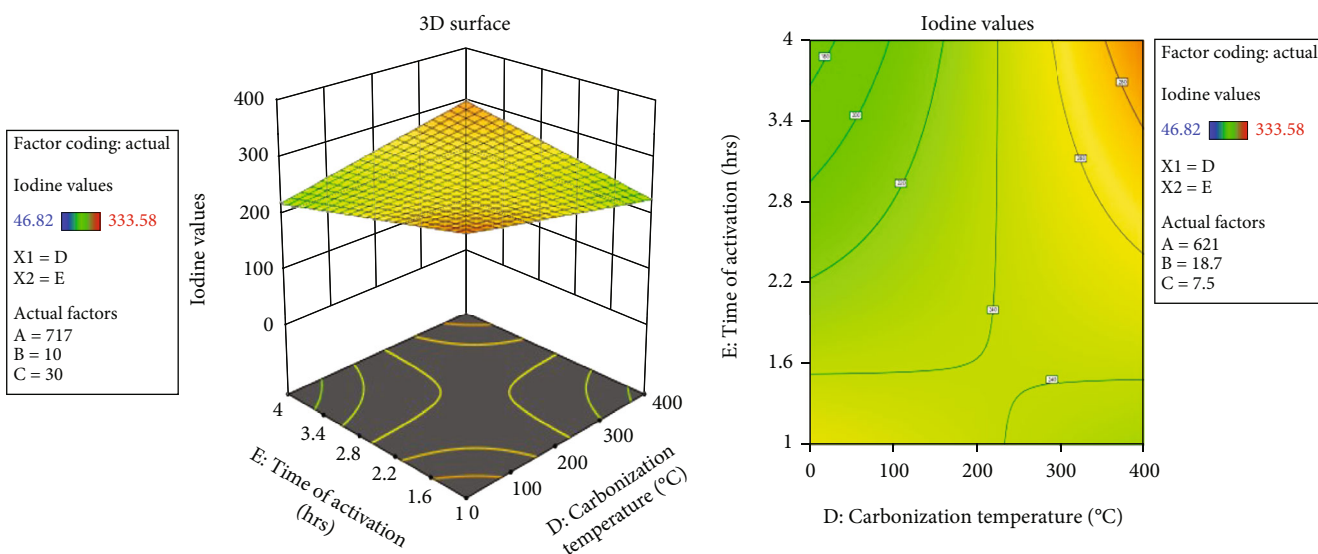 3D surface
Factor coding: actual
Iodine values
46.82 333.58
X1 = D
X2 = E
Actual factors
A = 717
B = 10
C = 30
Iodine values
400
300
200
100
0
4
3.4
2.8
2.2
1.6
1
E: Time of activation
(hrs)
0
100
200
300
400
D: Carbonization
temperature (°C)
Iodine values
E: Time of activation (hrs)
4
3.4
2.8
2.2
1.6
1
200
240
240
0
100
200
300
400
D: Carbonization temperature (°C)
Factor coding: actual
Iodine values
46.82 333.58
X1 = D
X2 = E
Actual factors
A = 621
B = 18.7
C = 7.5